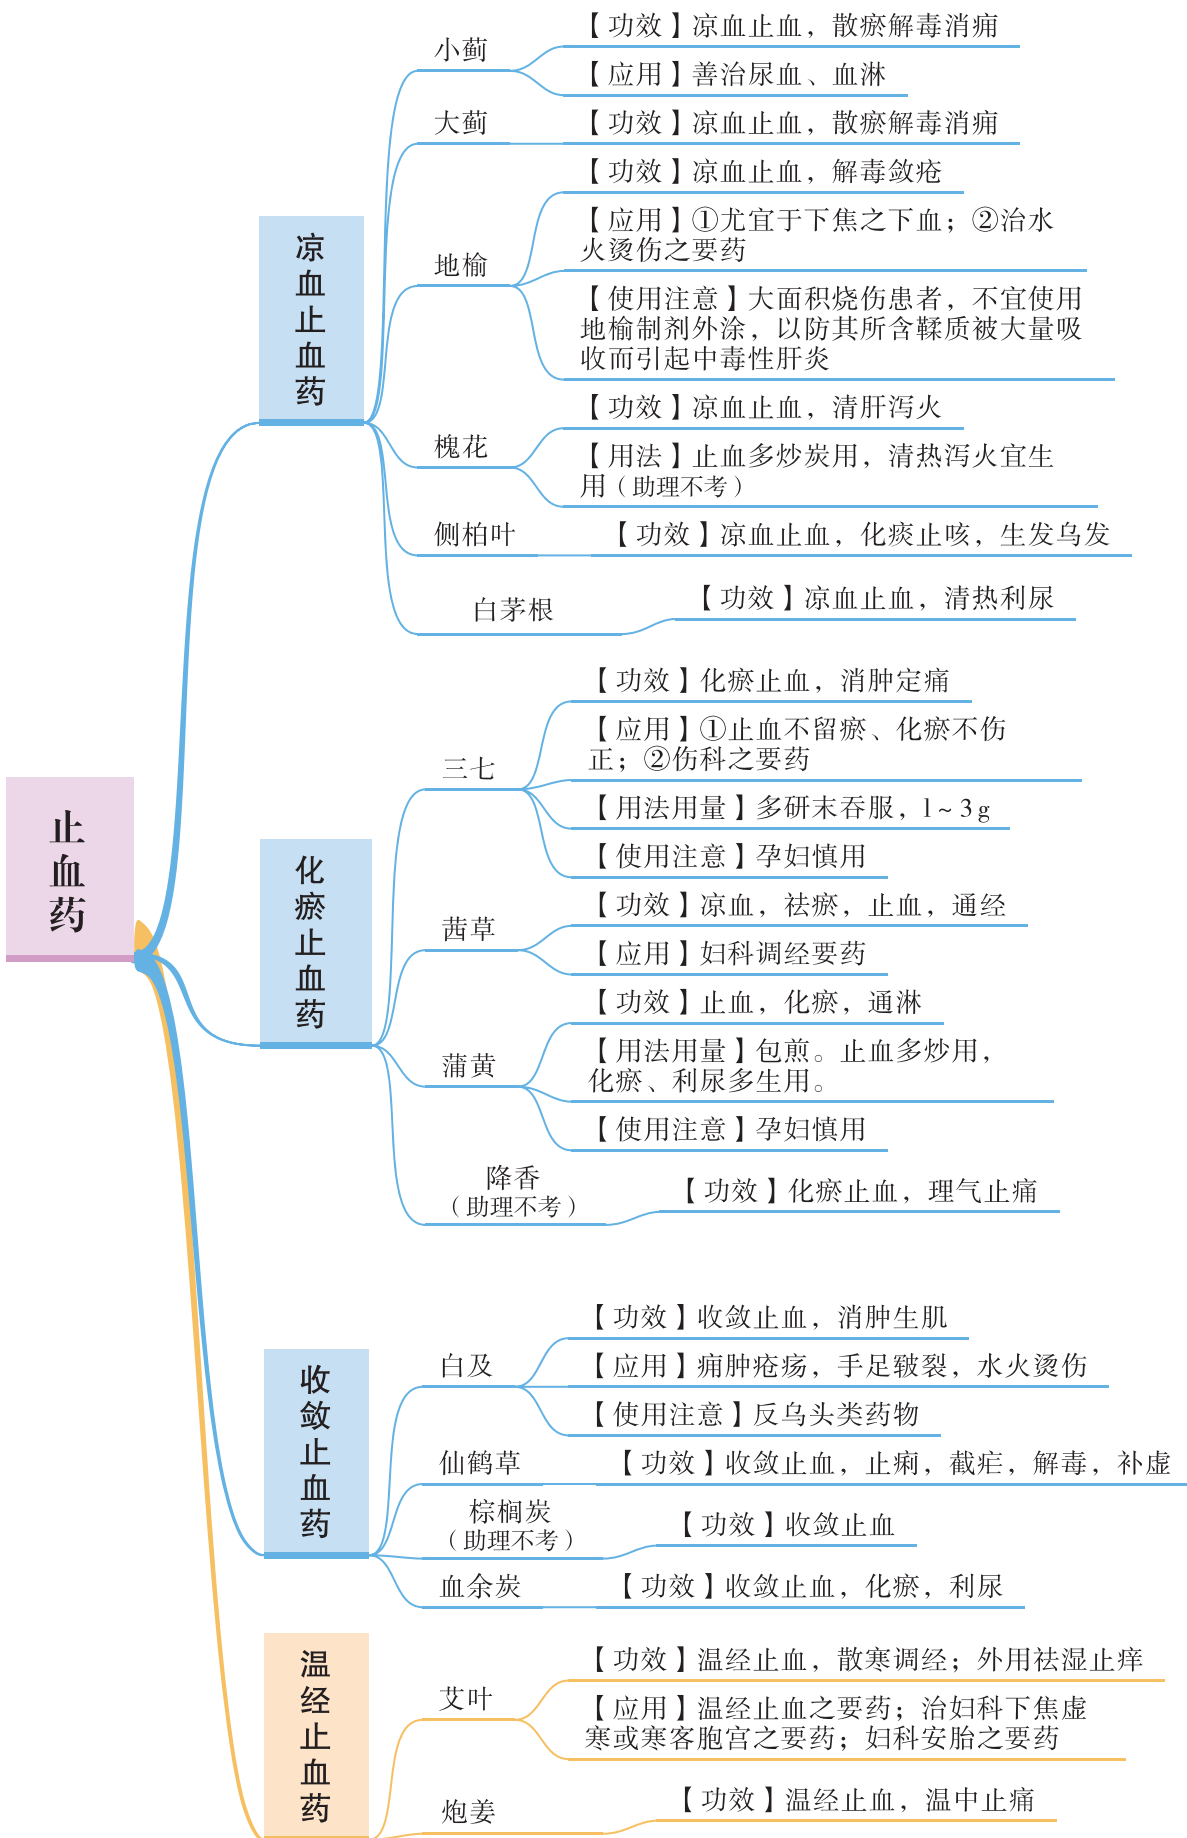 止血药
凉血止血药
小蓟
【功效】凉血止血，散瘀解毒消痈
【应用】善治尿血、血淋
大蓟
【功效】凉血止血，散瘀解毒消痈
地榆
【功效】凉血止血，解毒敛疮
【应用】①尤宜于下焦之下血；②治水
火烫伤之要药
【使用注意】大面积烧伤患者，不宜使用
地榆制剂外涂，以防其所含鞣质被大量吸
收而引起中毒性肝炎
槐花
【功效】凉血止血，清肝泻火
【用法】止血多炒炭用，清热泻火宜生
用（助理不考）
侧柏叶
【功效】凉血止血，化痰止咳，生发乌发
白茅根
【功效】凉血止血，清热利尿
化瘀止血药
三七
【功效】化瘀止血，消肿定痛
【应用】①止血不留瘀、化瘀不伤
正；②伤科之要药
【用法用量】多研末吞服，1~3g
【使用注意】孕妇慎用
茜草
【功效】凉血，祛瘀，止血，通经
【应用】妇科调经要药
蒲黄
【功效】止血，化瘀，通淋
【用法用量】包煎。止血多炒用，
化瘀、利尿多生用。
【使用注意】孕妇慎用
降香
（助理不考）
【功效】化瘀止血，理气止痛
收敛止血药
白及
【功效】收敛止血，消肿生肌
【应用】痈肿疮疡，手足皲裂，水火烫伤
【使用注意】反乌头类药物
仙鹤草
【功效】收敛止血，止痢，截疟，解毒，补虚
棕榈炭
（助理不考）
【功效】收敛止血
血余炭
【功效】收敛止血，化瘀，利尿
温经止血药
艾叶
【功效】温经止血，散寒调经；外用祛湿止痒
【应用】温经止血之要药；治妇科下焦虚
寒或寒客胞宫之要药；妇科安胎之要药
炮姜
【功效】温经止血，温中止痛